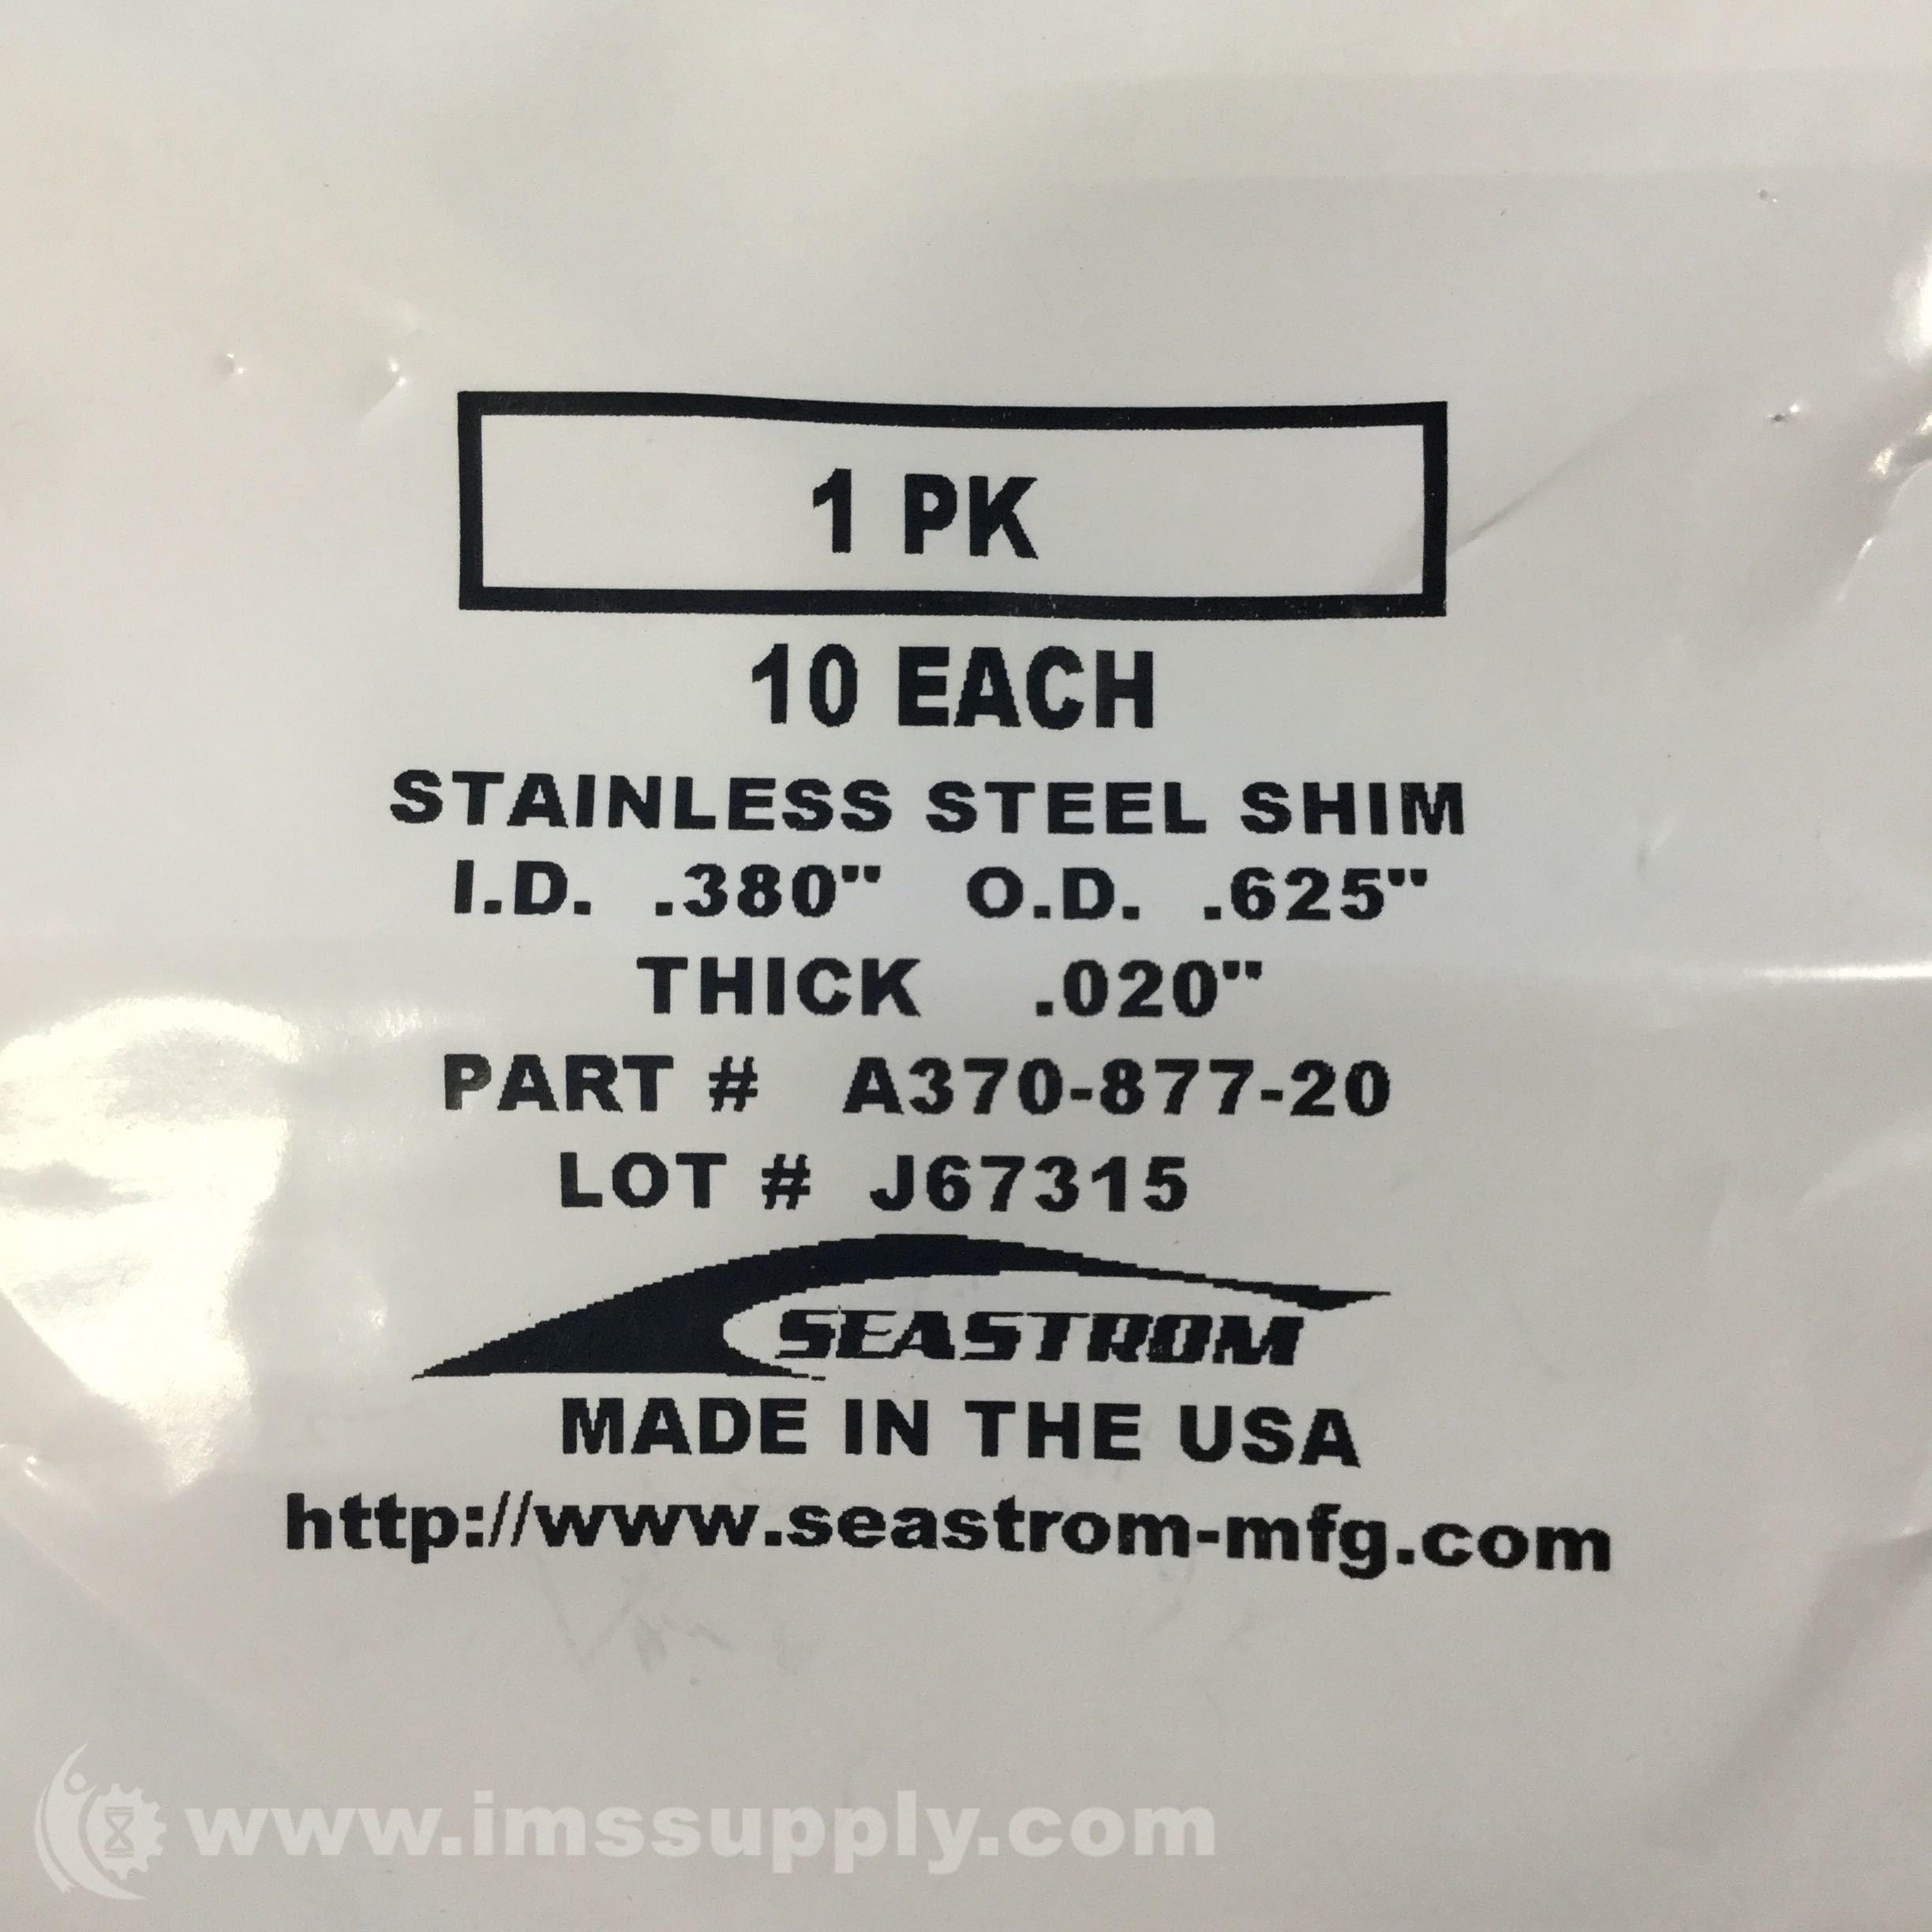 1 PK
10 EACH
STAINLESS STEEL SHIM
I.D. .380" O.D. .625"
THICK .020"
PART # A370-877-20
LOT # J67315
SEASTROM
MADE IN THE USA
http://www.seastrom-mfg.com
www.imssupply.com